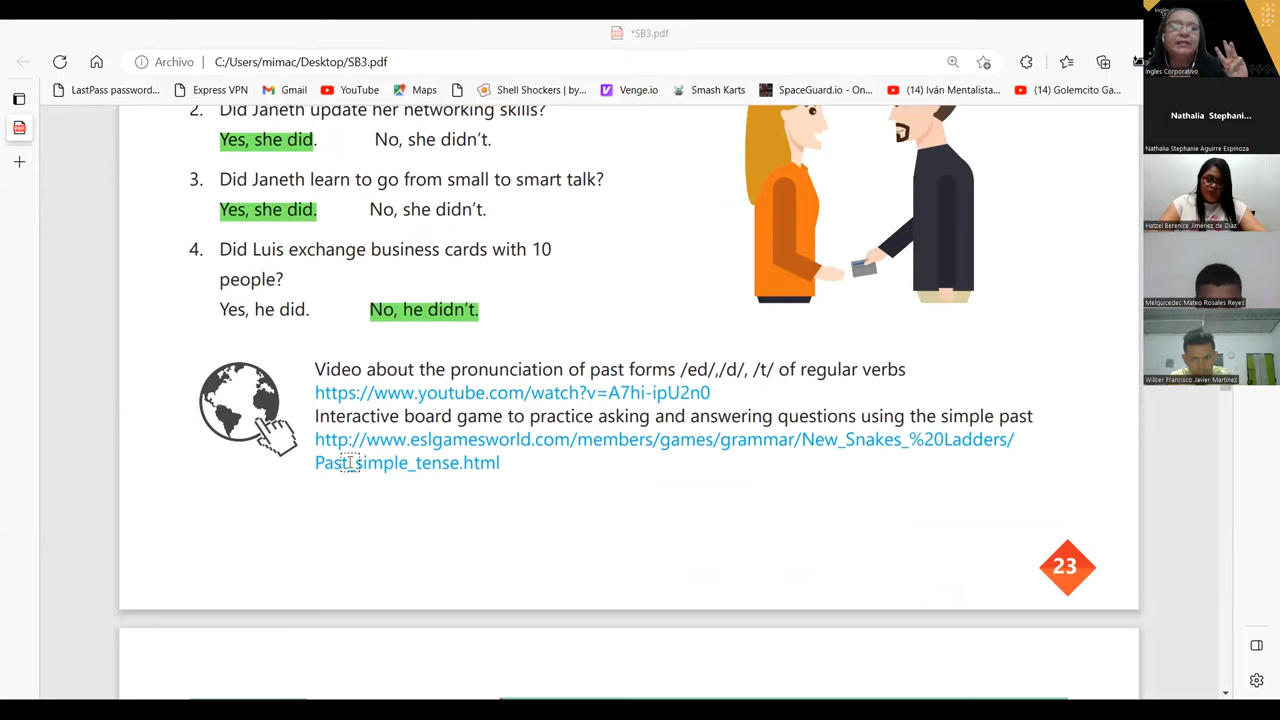 *SB3.pdf
Archivo C:/Users/mimac/Desktop/SB3.pdf
LastPass password... Express VPN Gmail YouTube Maps Shell Shockers | by... Venge.io Smash Karts SpaceGuard.io - On... (14) Iván Mentalista... (14) Golemcito Ga...
2. Did Janeth update her networking skills?
Yes, she did. No, she didn't.
3. Did Janeth learn to go from small to smart talk?
Yes, she did. No, she didn't.
4. Did Luis exchange business cards with 10
people?
Yes, he did. No, he didn't.
Video about the pronunciation of past forms /ed/,/d/, /t/ of regular verbs
https://www.youtube.com/watch?v=A7hi-ipU2n0
Interactive board game to practice asking and answering questions using the simple past
http://www.eslgamesworld.com/members/games/grammar/New_Snakes_%20Ladders/
Past_simple_tense.html
23
Ingles Corporativo
Nathalia Stephani...
Nathalia Stephanie Aguirre Espinoza
Hatzel Berenice Jiménez de Díaz
Melquicedec Mateo Rosales Reyes
Wilber Francisco Javier Martínez